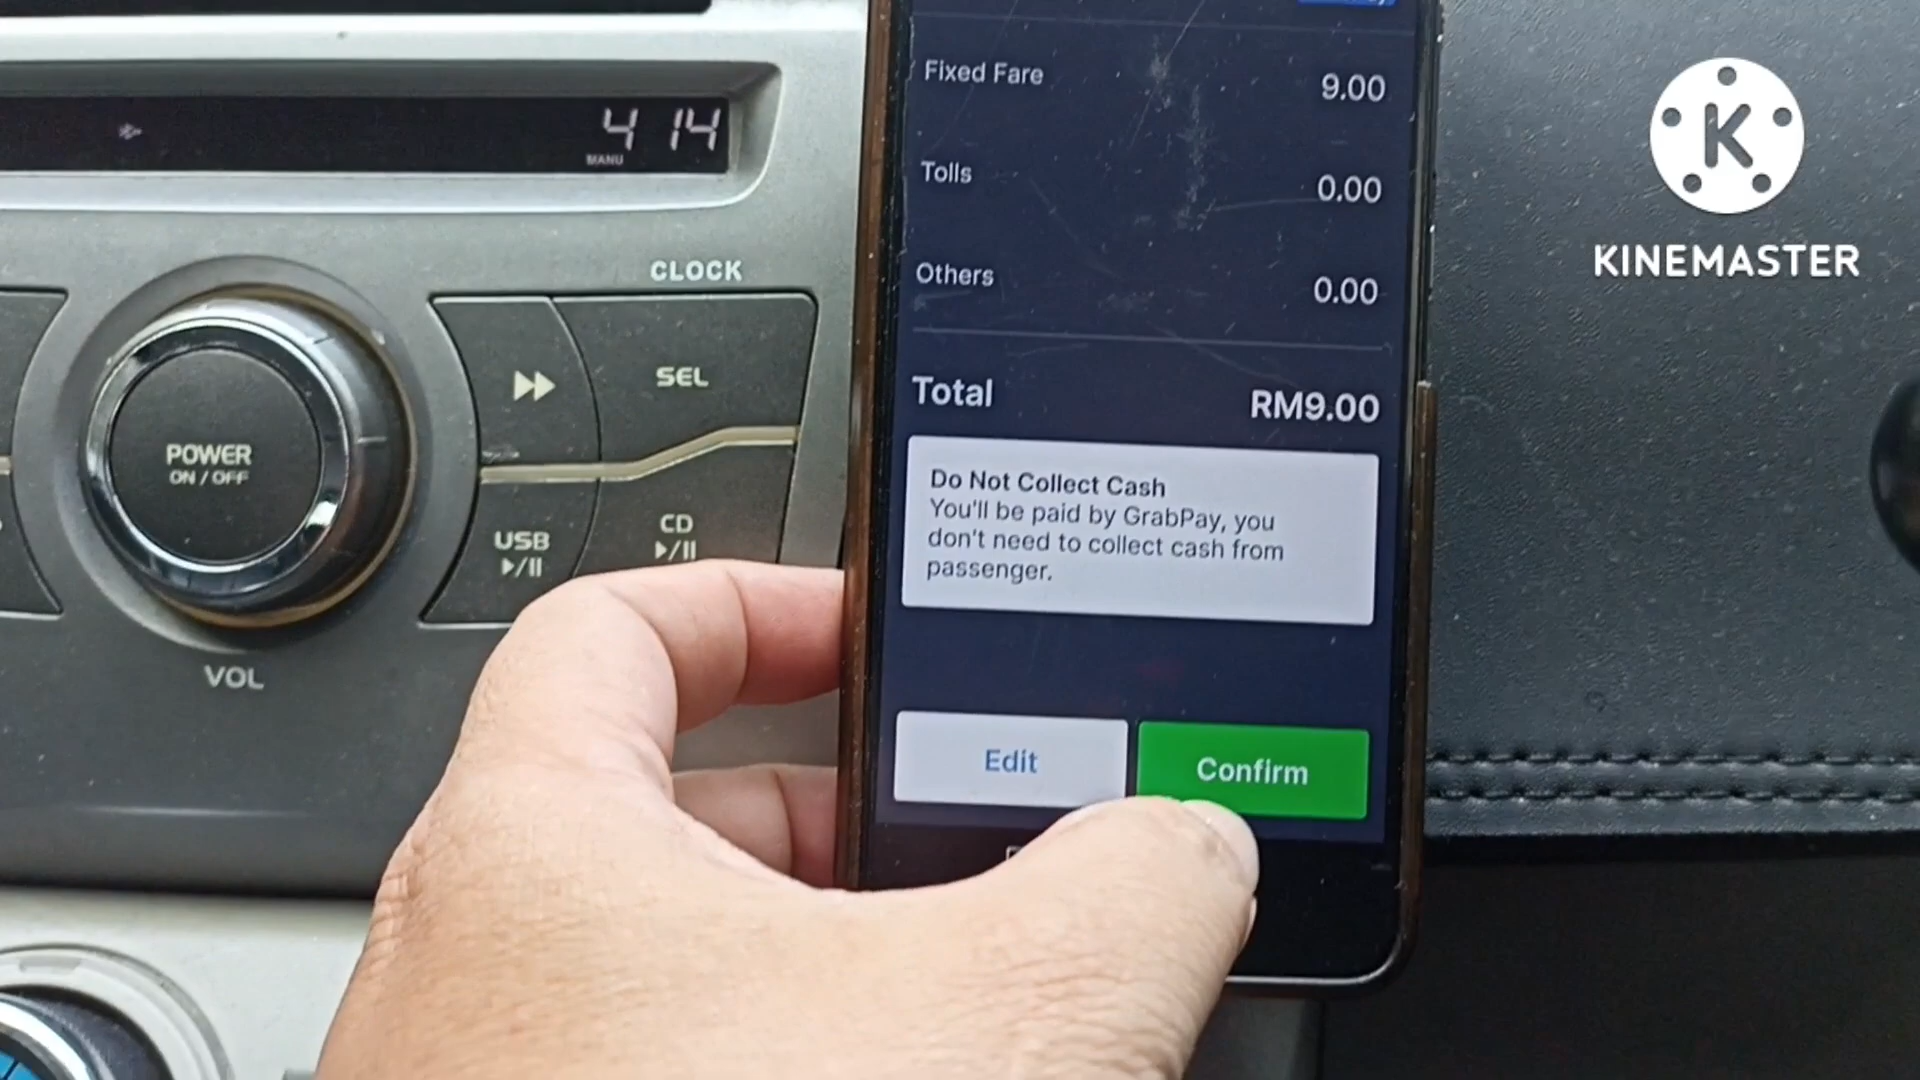 4 14
MANU
CLOCK
SEL
POWER
ON / OFF
USB
CD
VOL
Fixed Fare 9.00
Tolls 0.00
Others 0.00
Total RM9.00
Do Not Collect Cash
You'll be paid by GrabPay, you
don't need to collect cash from
passenger.
Edit Confirm
K
KINEMASTER